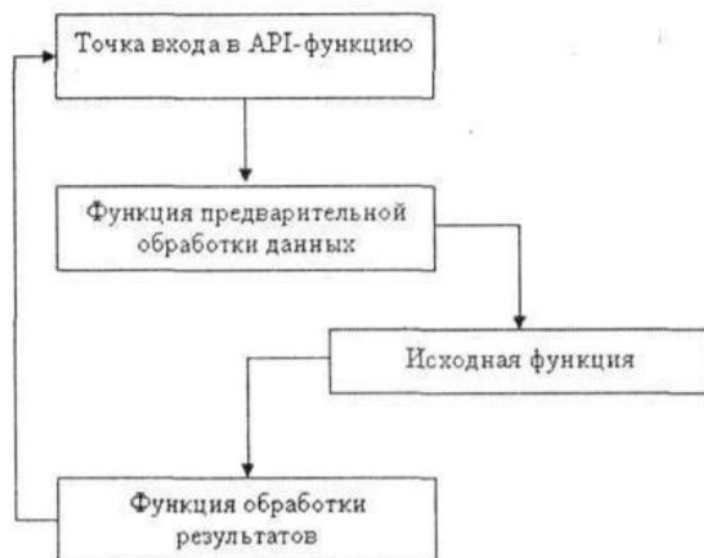 Точка входа в API-функцию
Функция предварительной
обработки данных
Исходная функция
Функция обработки
результатов